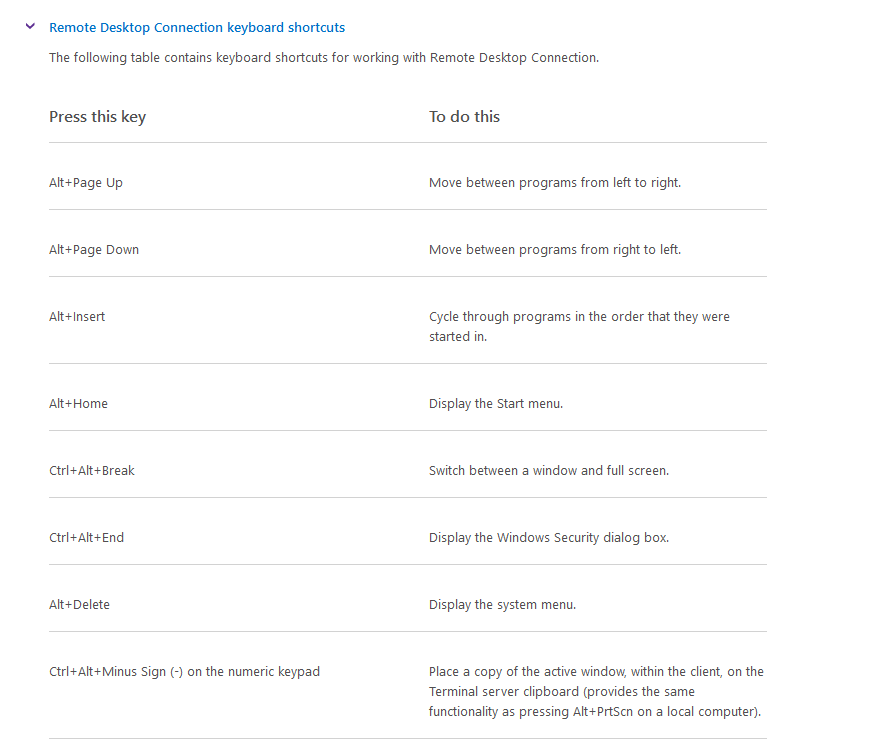 Remote Desktop Connection keyboard shortcuts
The following table contains keyboard shortcuts for working with Remote Desktop Connection.
Press this key To do this
Alt+Page Up Move between programs from left to right.
Alt+Page Down Move between programs from right to left.
Alt+Insert Cycle through programs in the order that they were
started in.
Alt+Home Display the Start menu.
Ctrl+Alt+Break Switch between a window and full screen.
Ctrl+Alt+End Display the Windows Security dialog box.
Alt+Delete Display the system menu.
Ctrl+Alt+Minus Sign (-) on the numeric keypad Place a copy of the active window, within the client, on the
Terminal server clipboard (provides the same
functionality as pressing Alt+PrtScn on a local computer).